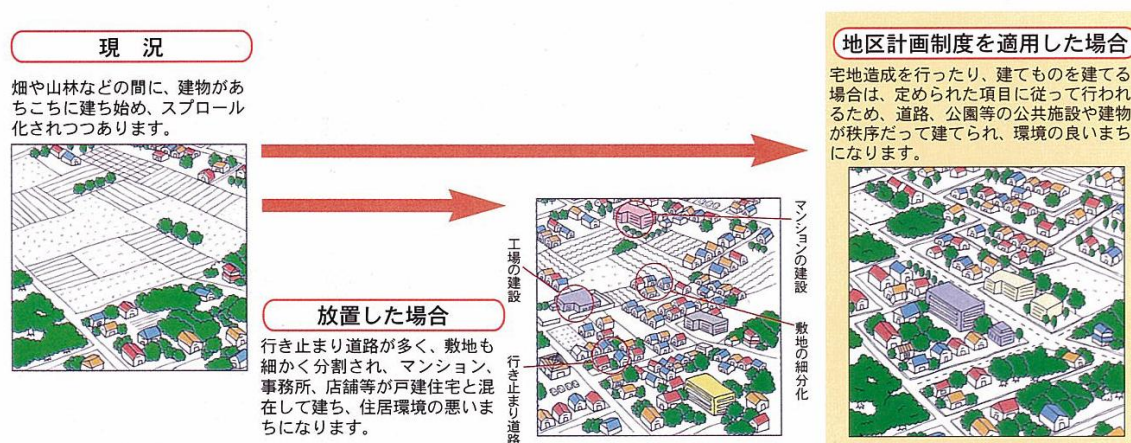 現 況
畑や山林などの間に、建物があ
ちこちに建ち始め、スプロール
化されつつあります。
放置した場合
行き止まり道路が多く、敷地も
細かく分割され、マンション、
事務所、店舗等が戸建住宅と混
在して建ち、住居環境の悪いま
ちになります。
工場の建設
行き止まり道路
マンションの建設
敷地の細分化
地区計画制度を適用した場合
宅地造成を行ったり、建てものを建てる
場合は、定められた項目に従って行われ
るため、道路、公園等の公共施設や建物
が秩序だって建てられ、環境の良いまち
になります。